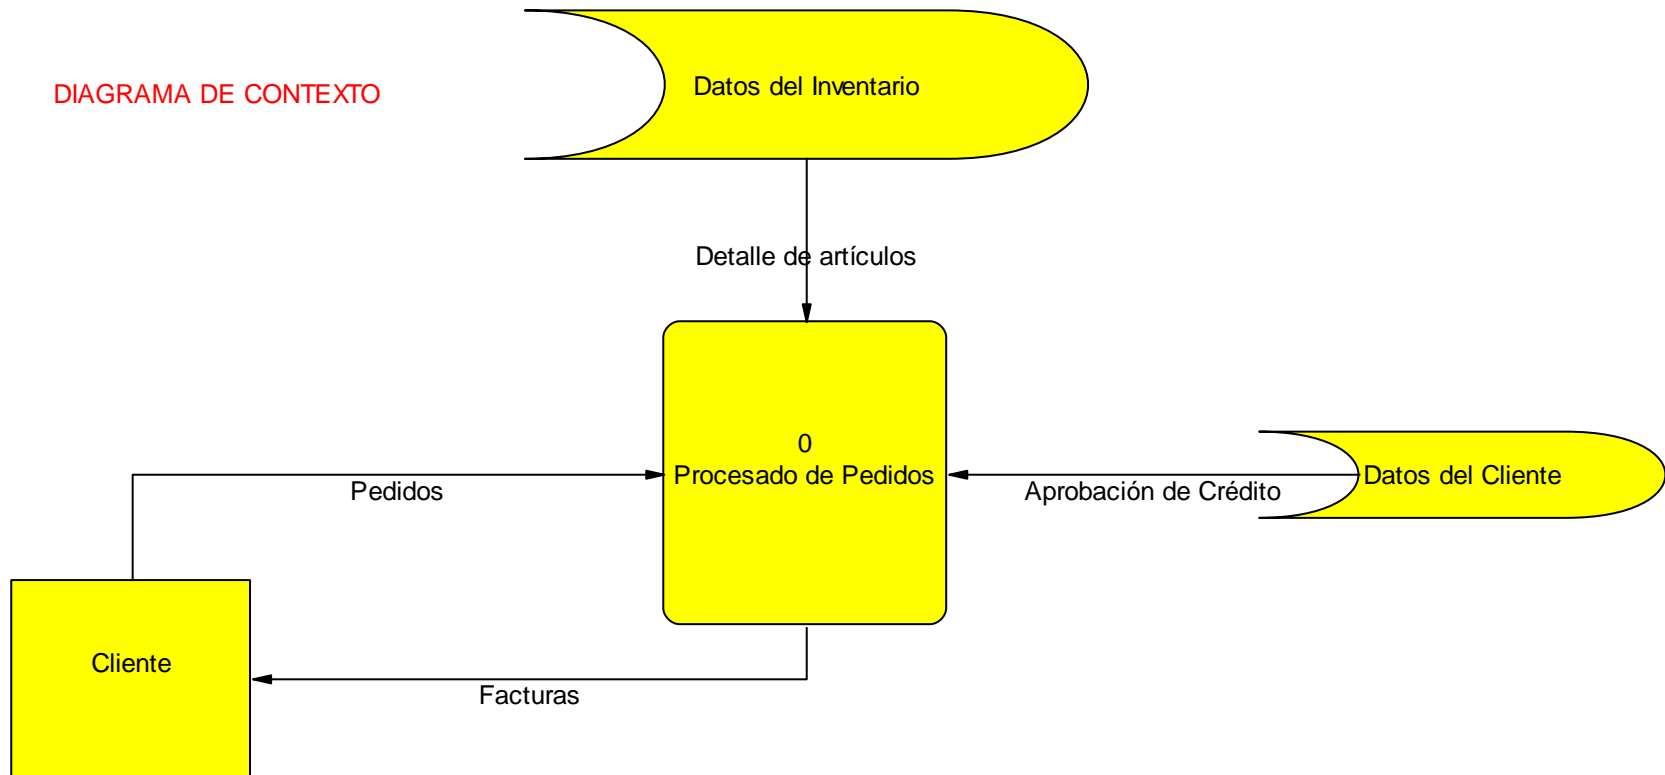 Datos del Inventario
DIAGRAMA DE CONTEXTO
Detalle de artículos
0
Procesado de Pedidos
Pedidos
Aprobación de Crédito
Datos del Cliente
Cliente
Facturas